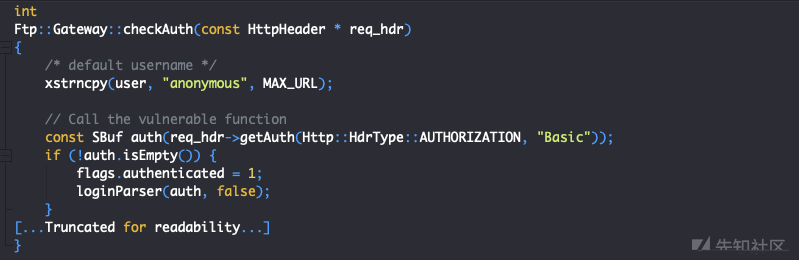 int
Ftp::Gateway::checkAuth(const HttpHeader * req_hdr)
{
    /* default username */
    xstrncpy(user, "anonymous", MAX_URL);

    // Call the vulnerable function
    const SBuf auth(req_hdr->getAuth(Http::HdrType::AUTHORIZATION, "Basic"));
    if (!auth.isEmpty()) {
        flags.authenticated = 1;
        loginParser(auth, false);
    }
[...Truncated for readability...]
}
先知社区